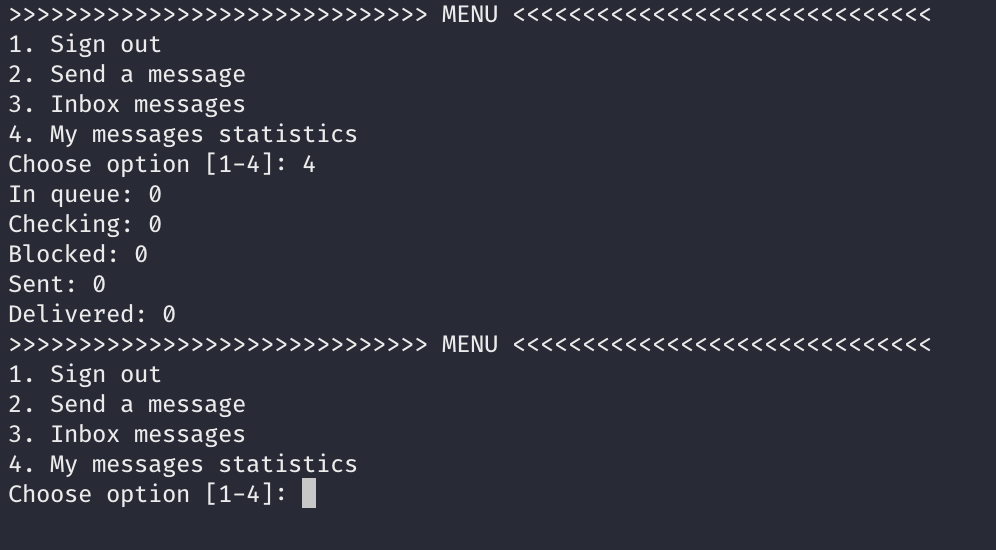 >>>>>>>>>>>>>>>>>>>>>>>>>>>>>> MENU <<<<<<<<<<<<<<<<<<<<<<<<<<<<<<
1. Sign out
2. Send a message
3. Inbox messages
4. My messages statistics
Choose option [1-4]: 4
In queue: 0
Checking: 0
Blocked: 0
Sent: 0
Delivered: 0
>>>>>>>>>>>>>>>>>>>>>>>>>>>>>> MENU <<<<<<<<<<<<<<<<<<<<<<<<<<<<<<
1. Sign out
2. Send a message
3. Inbox messages
4. My messages statistics
Choose option [1-4]: